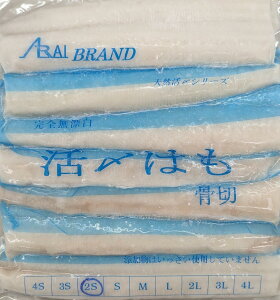 ARAI BRAND
天然活〆シリーズ
完全無漂白
活〆はも
骨切
添加物はいっさい使用していません
4S 3S 2S S M L 2L 3L 4L